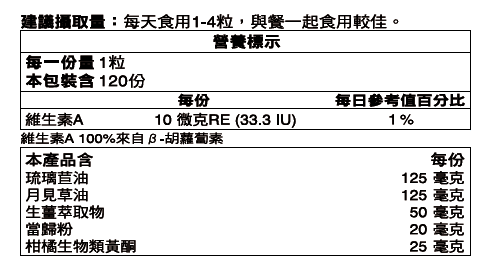 建議攝取量：每天食用1-4粒，與餐一起食用較佳。
營養標示
每一份量 1粒
本包裝含 120份
每份 每日參考值百分比
維生素A 10 微克RE (33.3 IU) 1%
維生素A 100%來自β-胡蘿蔔素
本產品含 每份
琉璃苣油 125 毫克
月見草油 125 毫克
生薑萃取物 50 毫克
當歸粉 20 毫克
柑橘生物類黃酮 25 毫克